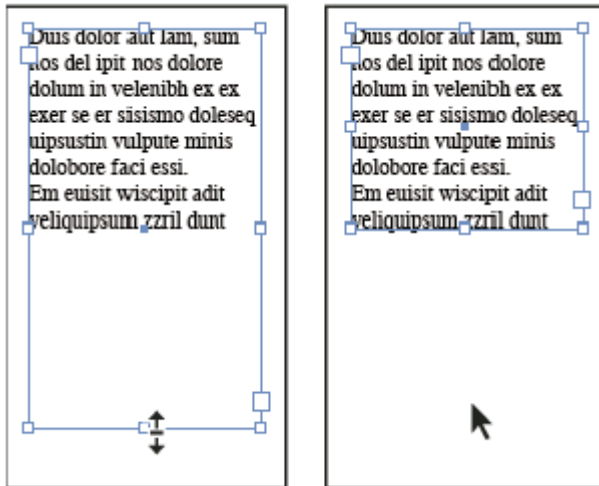 Duis dolor aut lam, sum
nos del ipit nos dolore
dolum in velenibh ex ex
exer se er sisismo doleseq
uipsustin vulpute minis
dolobore faci essi.
Em euisit wiscipit adit
veliquipsum zzril dunt
Duis dolor aut lam, sum
nos del ipit nos dolore
dolum in velenibh ex ex
exer se er sisismo doleseq
uipsustin vulpute minis
dolobore faci essi.
Em euisit wiscipit adit
veliquipsum zzril dunt